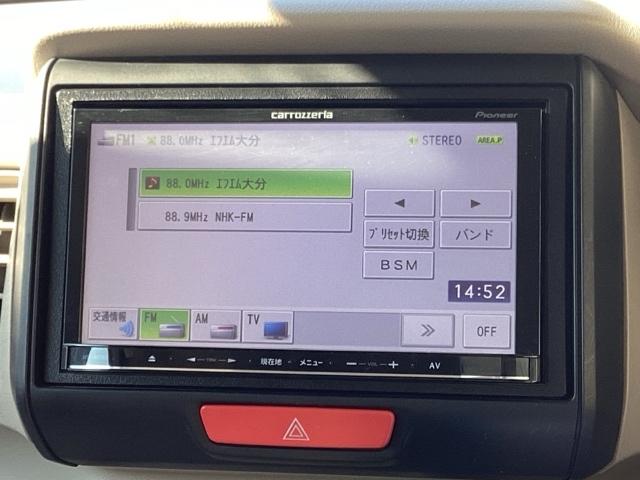 carrozzeria
Pioneer
FM1 88.0MHz ｴﾌｴﾑ大分
STEREO AREA.P
88.0MHz ｴﾌｴﾑ大分
88.9MHz NHK-FM
ﾌﾟﾘｾｯﾄ切換 バンド
BSM
14:52
交通情報 FM AM TV
OFF
TRK 現在地 メニュー VOL AV